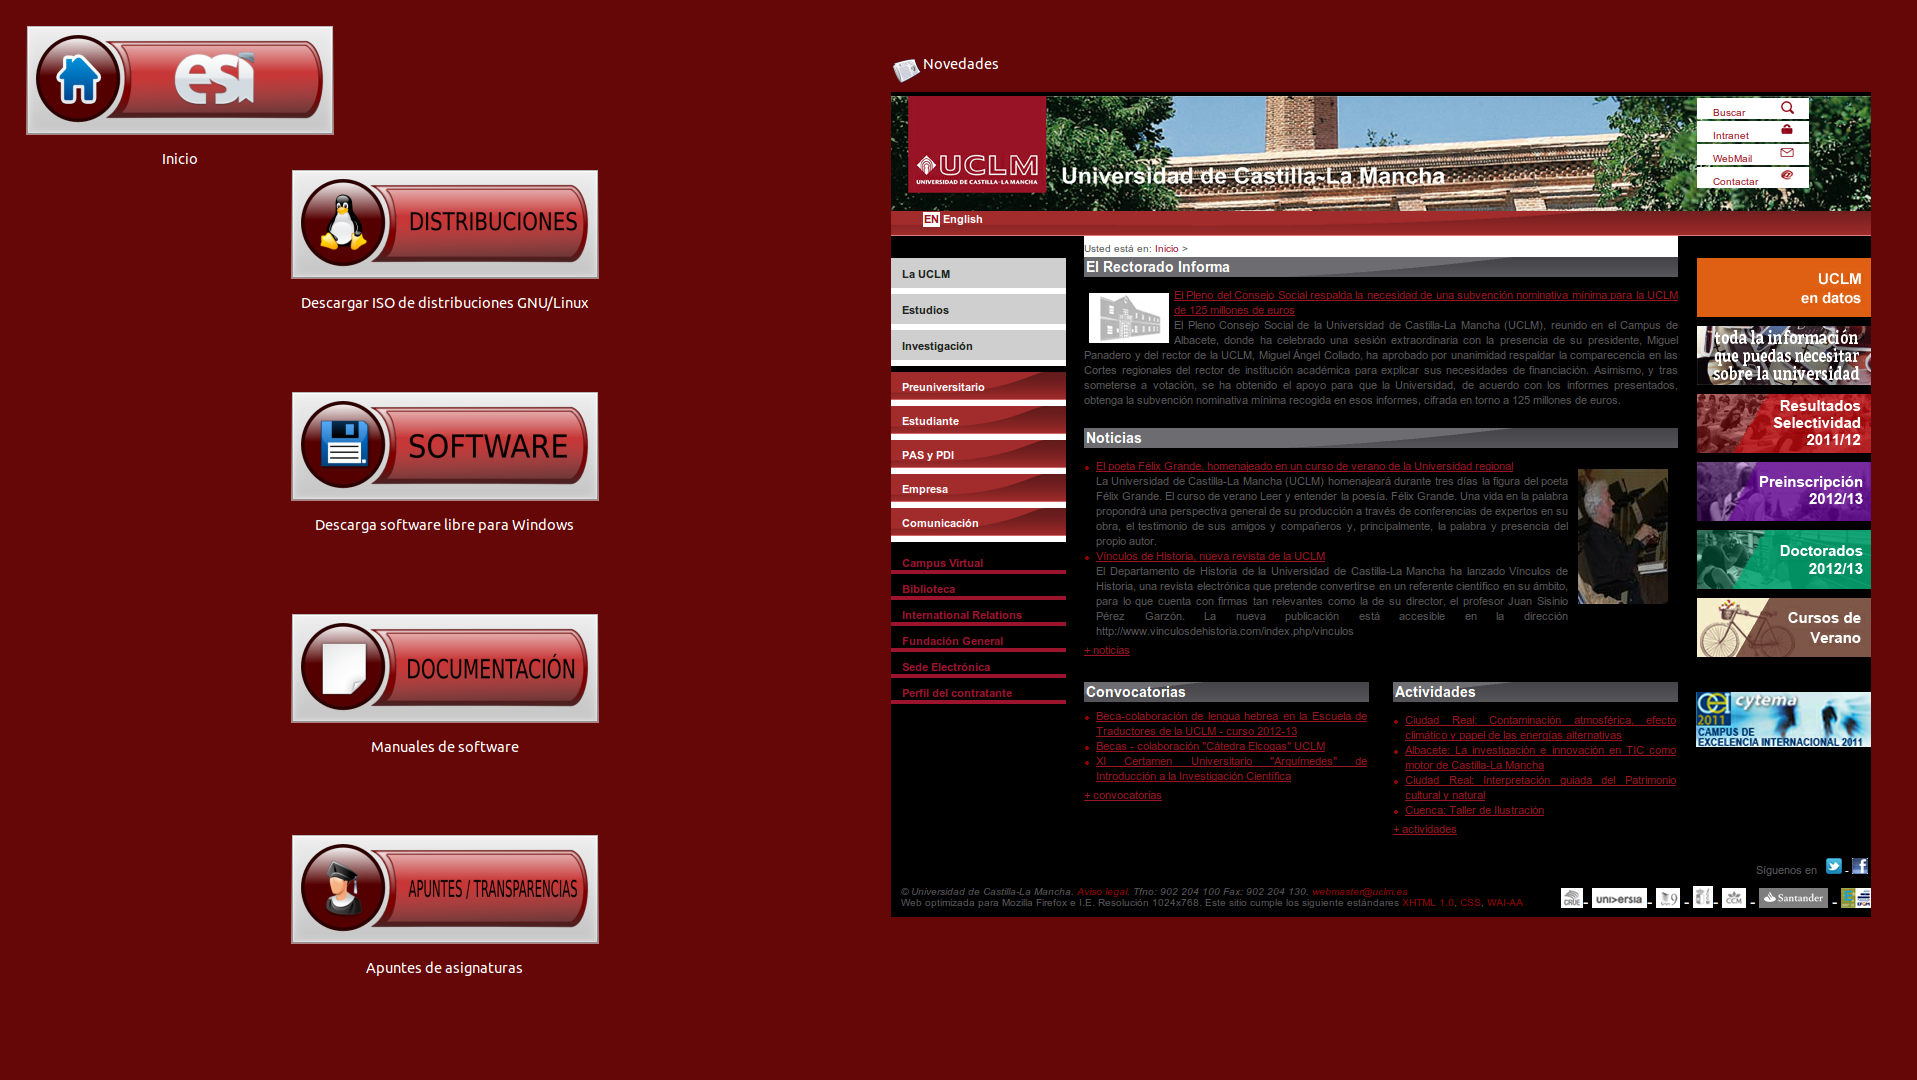 esi
Inicio
DISTRIBUCIONES
Descargar ISO de distribuciones GNU/Linux
SOFTWARE
Descarga software libre para Windows
DOCUMENTACIÓN
Manuales de software
APUNTES / TRANSPARENCIAS
Apuntes de asignaturas
Novedades
UCLM
UNIVERSIDAD DE CASTILLA-LA MANCHA
Universidad de Castilla-La Mancha
Buscar
Intranet
WebMail
Contactar
EN English
La UCLM
Estudios
Investigación
Preuniversitario
Estudiante
PAS y PDI
Empresa
Comunicación
Campus Virtual
Biblioteca
International Relations
Fundación General
Sede Electrónica
Perfil del contratante
Usted está en: Inicio >
El Rectorado Informa
El Pleno del Consejo Social respalda la necesidad de una subvención nominativa mínima para la UCLM
de 125 millones de euros
El Pleno Consejo Social de la Universidad de Castilla-La Mancha (UCLM), reunido en el Campus de
Albacete, donde ha celebrado una sesión extraordinaria con la presencia de su presidente, Miguel
Panadero y del rector de la UCLM, Miguel Ángel Collado, ha aprobado por unanimidad respaldar la comparecencia en las
Cortes regionales del rector de institución académica para explicar sus necesidades de financiación. Asimismo, y tras
someterse a votación, se ha obtenido el apoyo para que la Universidad, de acuerdo con los informes presentados,
obtenga la subvención nominativa mínima recogida en esos informes, cifrada en torno a 125 millones de euros.
Noticias
El poeta Félix Grande, homenajeado en un curso de verano de la Universidad regional
La Universidad de Castilla-La Mancha (UCLM) homenajeará durante tres días la figura del poeta
Félix Grande. El curso de verano Leer y entender la poesía. Félix Grande. Una vida en la palabra
propondrá una perspectiva general de su producción a través de conferencias de expertos en su
obra, el testimonio de sus amigos y compañeros y, principalmente, la palabra y presencia del
propio autor.
Vínculos de Historia, nueva revista de la UCLM
El Departamento de Historia de la Universidad de Castilla-La Mancha ha lanzado Vínculos de
Historia, una revista electrónica que pretende convertirse en un referente científico en su ámbito,
para lo que cuenta con firmas tan relevantes como la de su director, el profesor Juan Sisinio
Pérez Garzón. La nueva publicación está accesible en la dirección
http://www.vinculosdehistoria.com/index.php/vinculos
+ noticias
Convocatorias
Beca-colaboración de lengua hebrea en la Escuela de
Traductores de la UCLM - curso 2012-13
Becas - colaboración "Cátedra Elcogas" UCLM
XI Certamen Universitario "Arquímedes" de
Introducción a la Investigación Científica
+ convocatorias
Actividades
Ciudad Real: Contaminación atmosférica, efecto
climático y papel de las energías alternativas
Albacete: La investigación e innovación en TIC como
motor de Castilla-La Mancha
Ciudad Real: Interpretación guiada del Patrimonio
cultural y natural
Cuenca: Taller de Ilustración
+ actividades
UCLM
en datos
toda la información
que puedas necesitar
sobre la universidad
Resultados
Selectividad
2011/12
Preinscripción
2012/13
Doctorados
2012/13
Cursos de
Verano
CEI
2011
cytema
CAMPUS DE
EXCELENCIA INTERNACIONAL 2011
Síguenos en -
© Universidad de Castilla-La Mancha. Aviso legal. Tfno: 902 204 100 Fax: 902 204 130. webmaster@uclm.es
Web optimizada para Mozilla Firefox e I.E. Resolución 1024x768. Este sitio cumple los siguiente estándares XHTML 1.0, CSS, WAI-AA
CRUE - universia - 9 - - CCM - Santander -